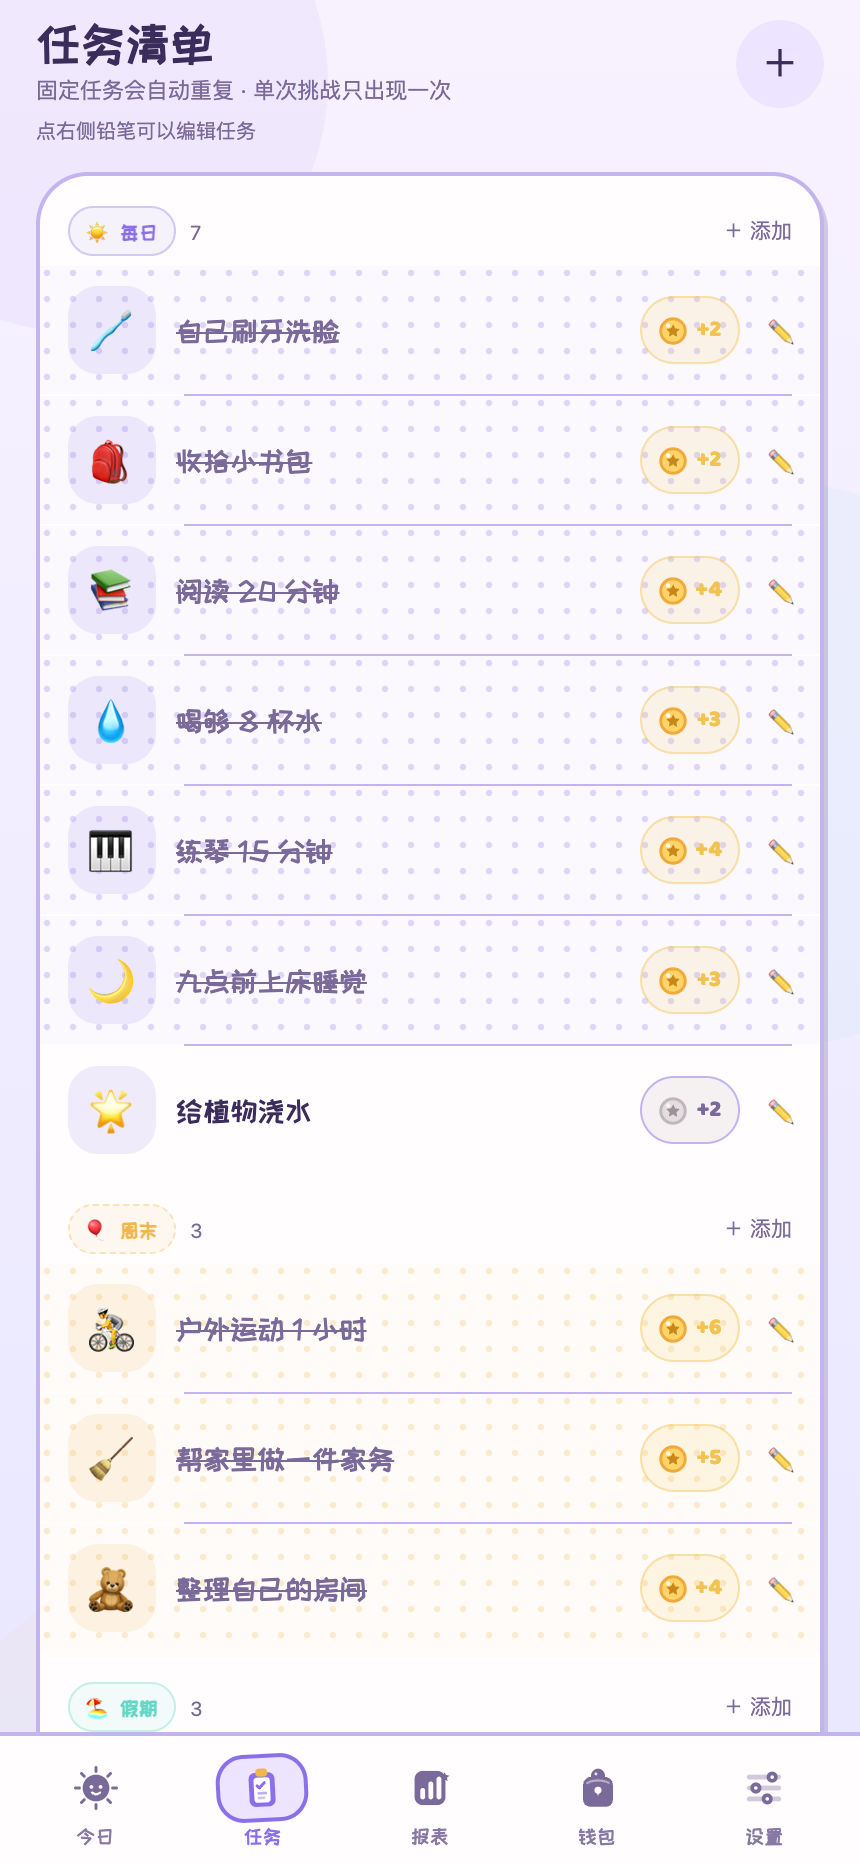 任务清单
固定任务会自动重复 · 单次挑战只出现一次
点右侧铅笔可以编辑任务
每日 7 + 添加
自己刷牙洗脸 +2
收拾小书包 +2
阅读 20 分钟 +4
喝够 8 杯水 +3
练琴 15 分钟 +4
九点前上床睡觉 +3
给植物浇水 +2
周末 3 + 添加
户外运动 1 小时 +6
帮家里做一件家务 +5
整理自己的房间 +4
假期 3 + 添加
今日 任务 报表 钱包 设置